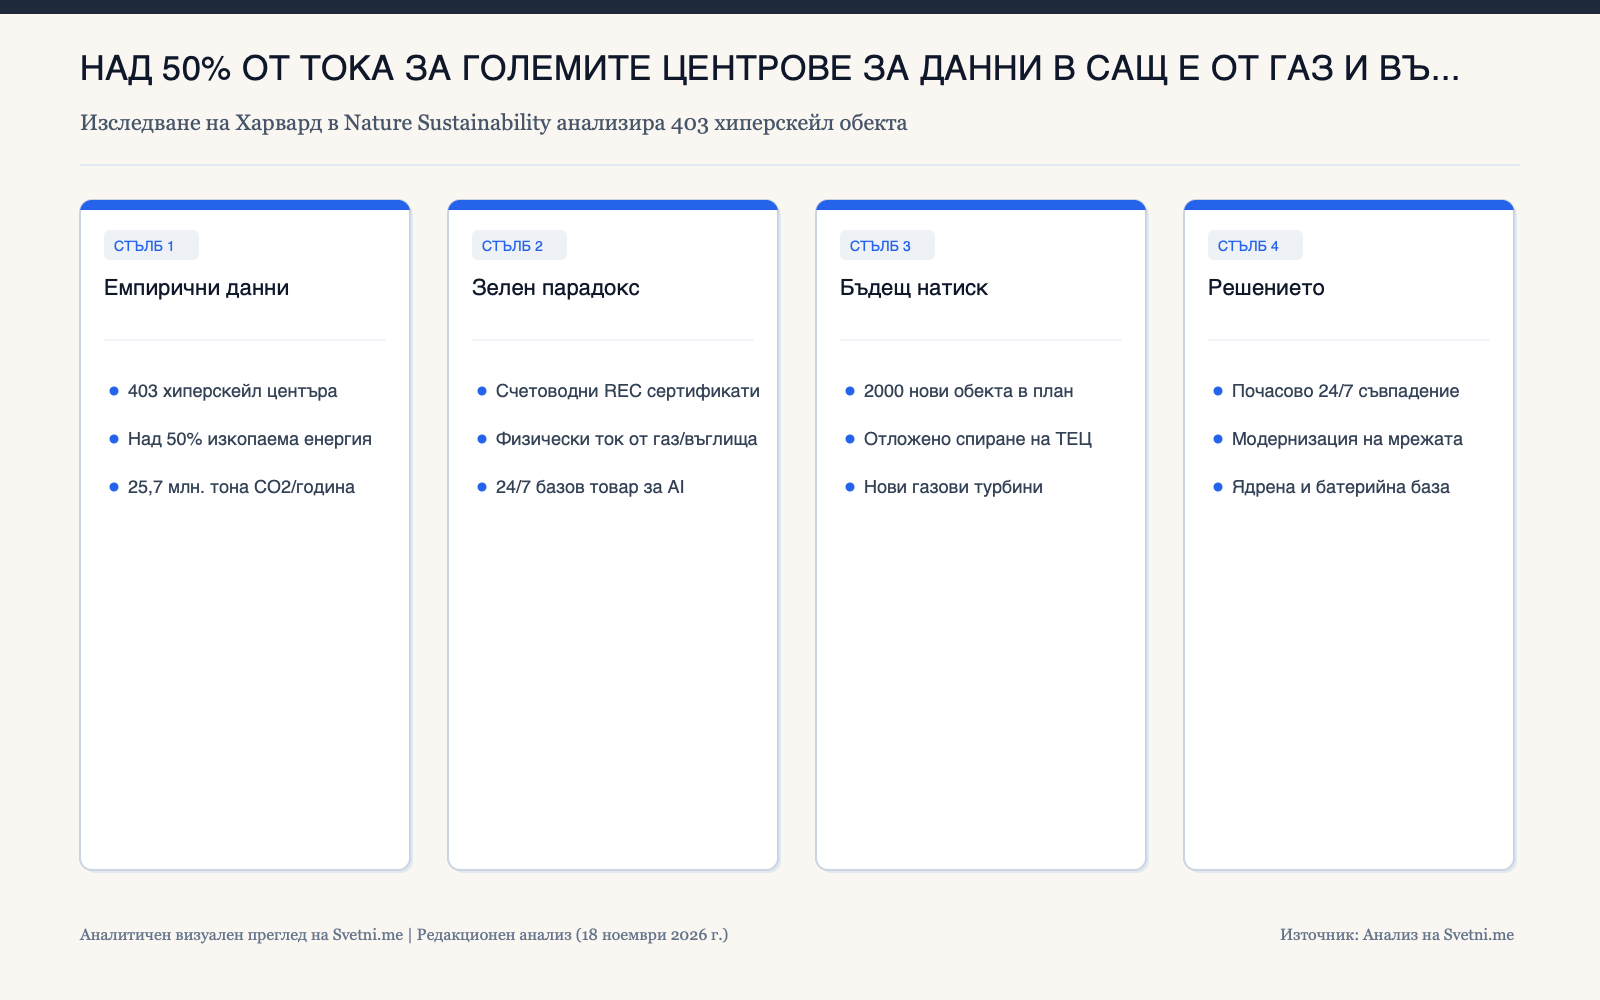 НАД 50% ОТ ТОКА ЗА ГОЛЕМИТЕ ЦЕНТРОВЕ ЗА ДАННИ В САЩ Е ОТ ГАЗ И ВЪ...
Изследване на Харвард в Nature Sustainability анализира 403 хиперскейл обекта
СТЪЛБ 1
Емпирични данни
403 хиперскейл центъра
Над 50% изкопаема енергия
25,7 млн. тона CO2/година
СТЪЛБ 2
Зелен парадокс
Счетоводни REC сертификати
Физически ток от газ/въглища
24/7 базов товар за AI
СТЪЛБ 3
Бъдещ натиск
2000 нови обекта в план
Отложено спиране на ТЕЦ
Нови газови турбини
СТЪЛБ 4
Решението
Почасово 24/7 съвпадение
Модернизация на мрежата
Ядрена и батерийна база
Аналитичен визуален преглед на Svetni.me | Редакционен анализ (18 ноември 2026 г.)
Източник: Анализ на Svetni.me